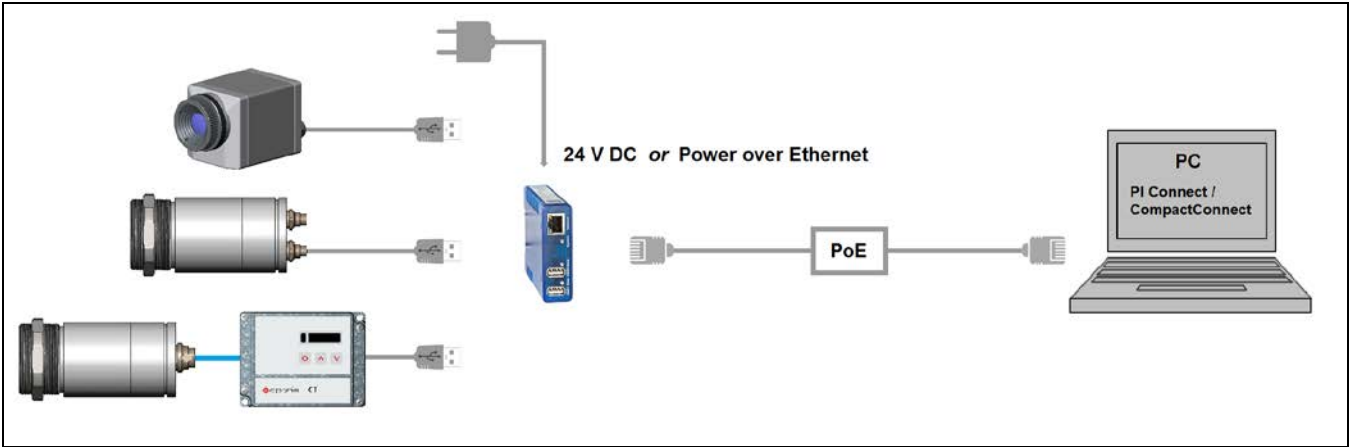 24 V DC or Power over Ethernet
PoE
PC
PI Connect /
CompactConnect
CT